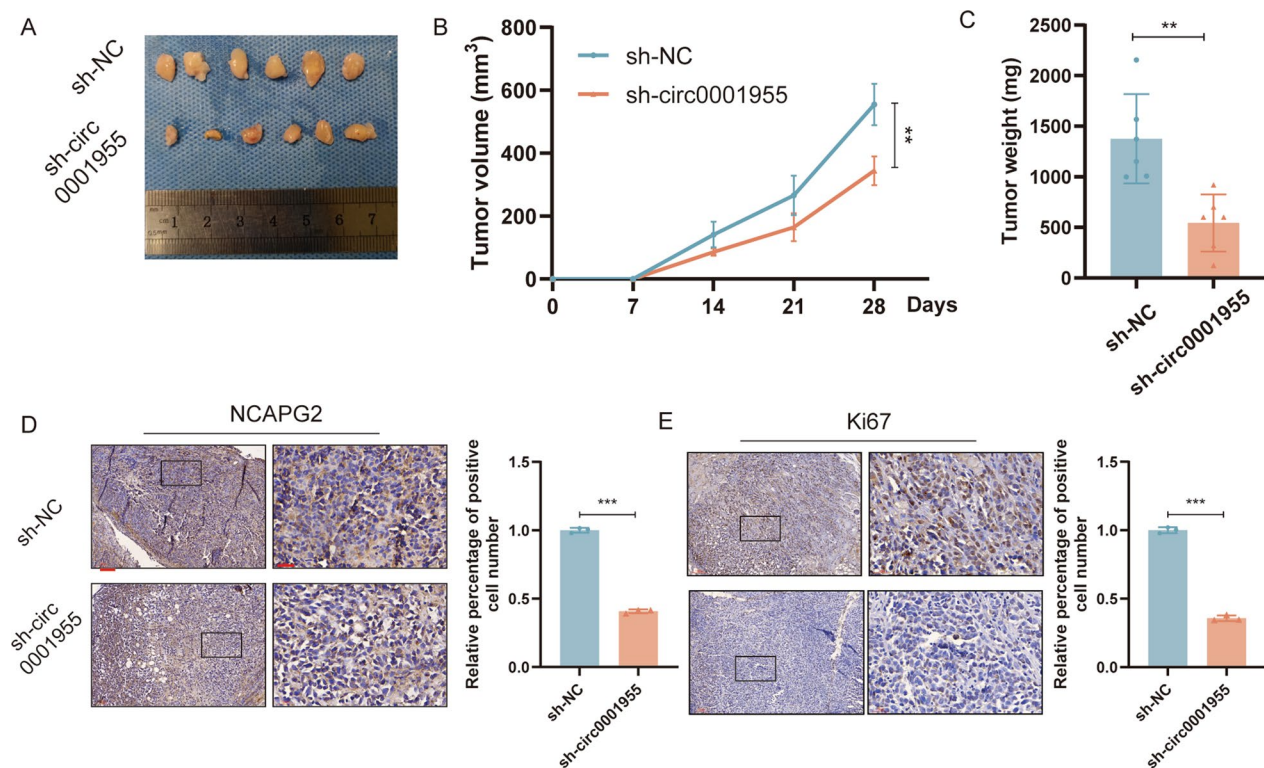 A
sh-NC
sh-circ
0001955
mm
cm
0.5mm
1 2 3 4 5 6 7
B
Tumor volume (mm³)
800
600
400
200
0
0 7 14 21 28 Days
sh-NC
sh-circ0001955
**
C
Tumor weight (mg)
2500
2000
1500
1000
500
0
**
sh-NC
sh-circ0001955
D
NCAPG2
sh-NC
sh-circ
0001955
Relative percentage of positive
cell number
1.5
1.0
0.5
0.0
***
sh-NC
sh-circ0001955
E
Ki67
Relative percentage of positive
cell number
1.5
1.0
0.5
0.0
***
sh-NC
sh-circ0001955